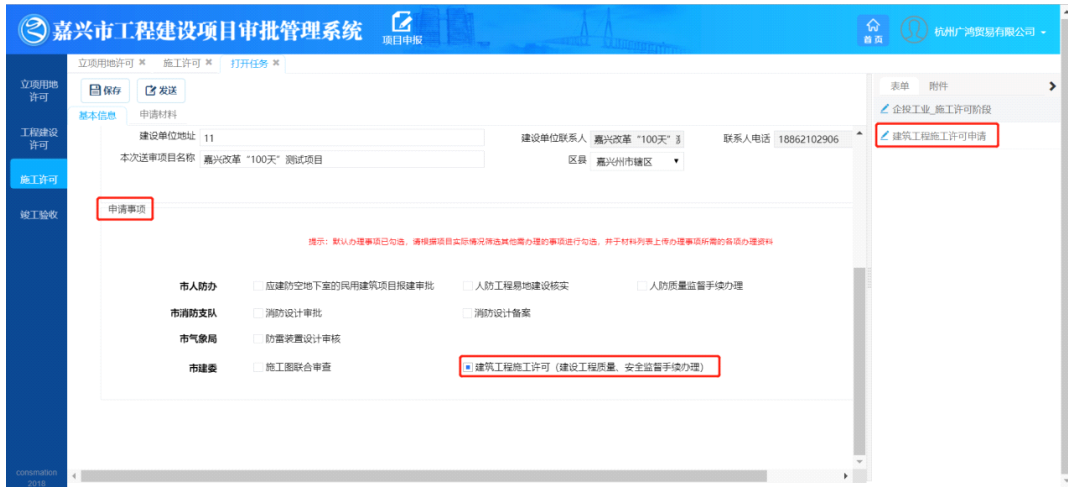 嘉兴市工程建设项目审批管理系统
项目申报
首页
杭州广鸿贸易有限公司
立项用地许可 × 施工许可 × 打开任务 ×
立项用地
许可
工程建设
许可
施工许可
竣工验收
consmation
2018
保存 发送
基本信息 申请材料
建设单位地址 11 建设单位联系人 嘉兴改革“100天” 联系人电话 18862102906
本次送审项目名称 嘉兴改革“100天”测试项目 区县 嘉兴州市辖区
申请事项
提示：默认办理事项已勾选，请根据项目实际情况筛选其他需办理的事项进行勾选，并于材料列表上传办理事项所需的各项办理资料
市人防办 应建防空地下室的民用建筑项目报建审批 人防工程易地建设核实 人防质量监督手续办理
市消防支队 消防设计审批 消防设计备案
市气象局 防雷装置设计审核
市建委 施工图联合审查 建筑工程施工许可（建设工程质量、安全监督手续办理）
表单 附件
企投工业_施工许可阶段
建筑工程施工许可申请